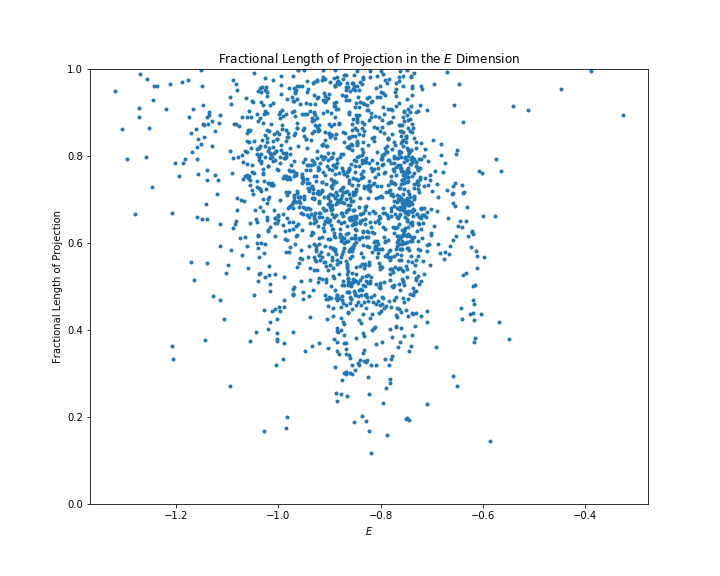 Fractional Length of Projection in the E Dimension
1.0
0.8
0.6
0.4
0.2
0.0
Fractional Length of Projection
−1.2 −1.0 −0.8 −0.6 −0.4
E